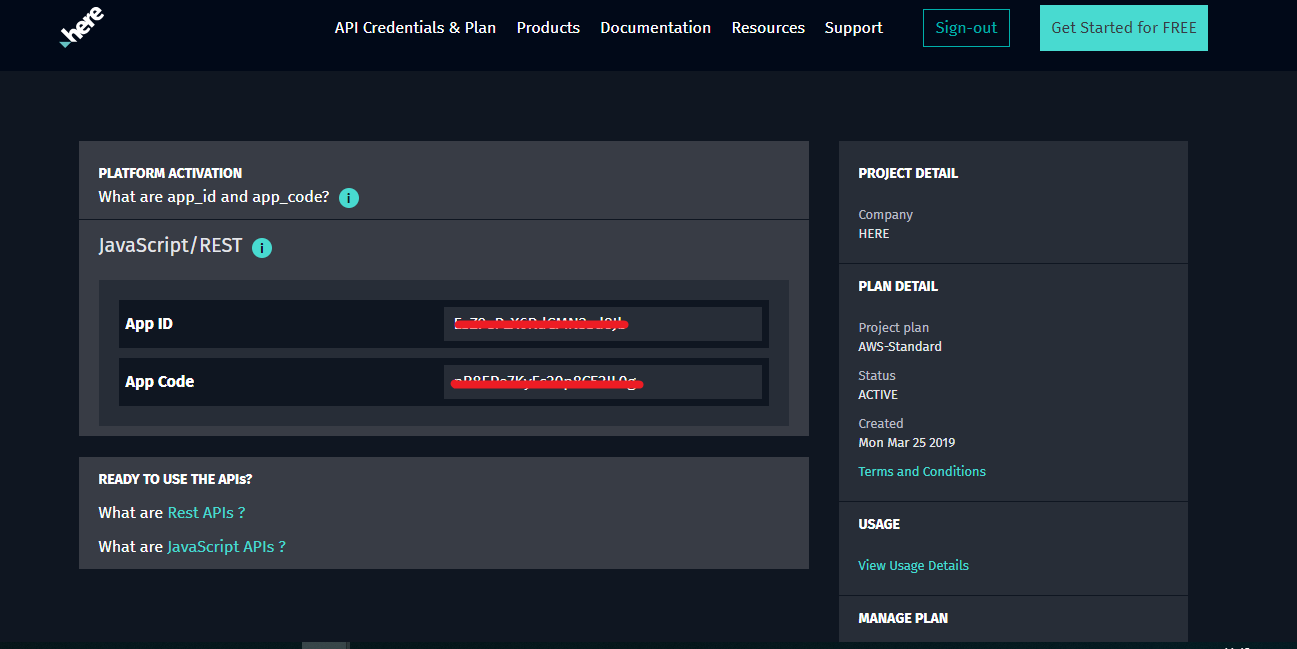 here
API Credentials & Plan Products Documentation Resources Support Sign-out Get Started for FREE
PLATFORM ACTIVATION
What are app_id and app_code? i
JavaScript/REST i
App ID
App Code
READY TO USE THE APIs?
What are Rest APIs ?
What are JavaScript APIs ?
PROJECT DETAIL
Company
HERE
PLAN DETAIL
Project plan
AWS-Standard
Status
ACTIVE
Created
Mon Mar 25 2019
Terms and Conditions
USAGE
View Usage Details
MANAGE PLAN